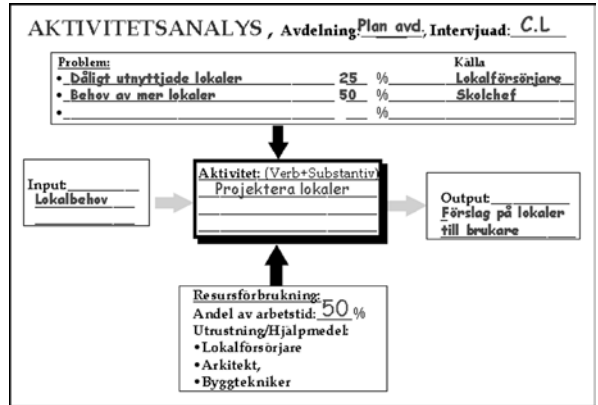 AKTIVITETSANALYS , Avdelning: Plan avd. , Intervjuad: C.L
Problem: Källa
• Dåligt utnyttjade lokaler 25 % Lokalförsörjare
• Behov av mer lokaler 50 % Skolchef
• %
Aktivitet: (Verb+Substantiv)
Projektera lokaler
Input:
Lokalbehov
Output:
Förslag på lokaler
till brukare
Resursförbrukning:
Andel av arbetstid: 50 %
Utrustning/Hjälpmedel:
•Lokalförsörjare
•Arkitekt,
•Byggtekniker